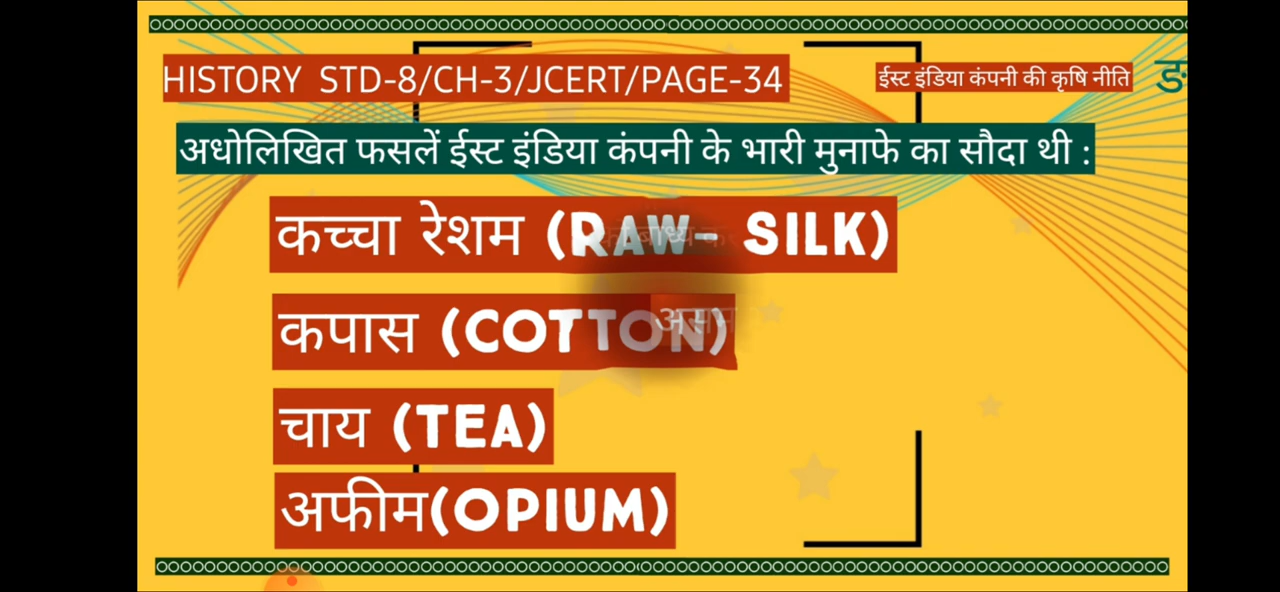 HISTORY STD-8/CH-3/JCERT/PAGE-34
ईस्ट इंडिया कंपनी की कृषि नीति
ङ
अधोलिखित फसलें ईस्ट इंडिया कंपनी के भारी मुनाफे का सौदा थी :
कच्चा रेशम (RAW- SILK)
कपास (COTTON)
असम
चाय (TEA)
अफीम(OPIUM)